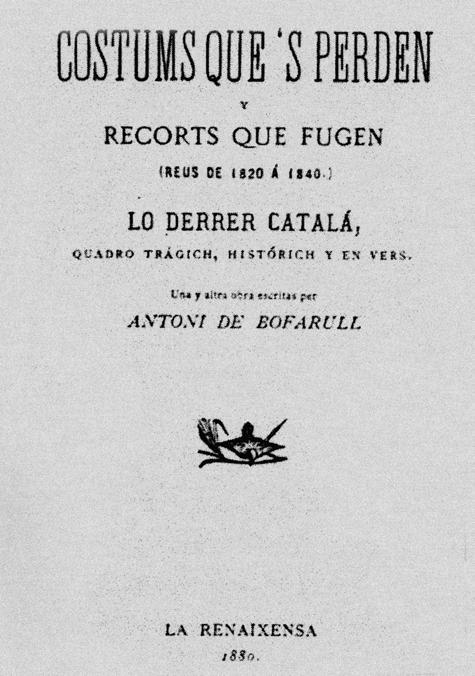 COSTUMS QUE 'S PERDEN
Y
RECORTS QUE FUGEN
(REUS DE 1820 Á 1840.)
LO DERRER CATALÁ,
QUADRO TRÁGICH, HISTÓRICH Y EN VERS.
Una y altra obra escritas per
ANTONI DE BOFARULL
LA RENAIXENSA
1880.